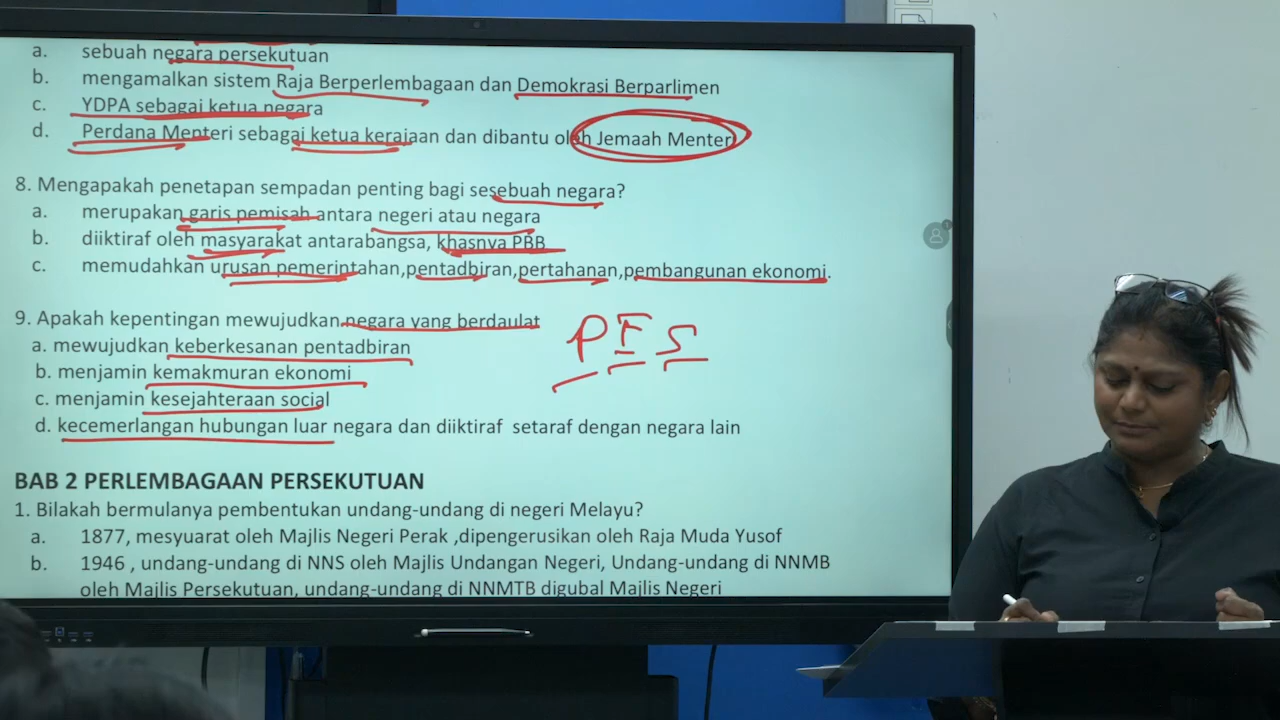 a. sebuah negara persekutuan
b. mengamalkan sistem Raja Berperlembagaan dan Demokrasi Berparlimen
c. YDPA sebagai ketua negara
d. Perdana Menteri sebagai ketua kerajaan dan dibantu oleh Jemaah Menteri
8. Mengapakah penetapan sempadan penting bagi sesebuah negara?
a. merupakan garis pemisah antara negeri atau negara
b. diiktiraf oleh masyarakat antarabangsa, khasnya PBB
c. memudahkan urusan pemerintahan,pentadbiran,pertahanan,pembangunan ekonomi.
9. Apakah kepentingan mewujudkan negara yang berdaulat
a. mewujudkan keberkesanan pentadbiran
b. menjamin kemakmuran ekonomi
c. menjamin kesejahteraan social
d. kecemerlangan hubungan luar negara dan diiktiraf setaraf dengan negara lain
BAB 2 PERLEMBAGAAN PERSEKUTUAN
1. Bilakah bermulanya pembentukan undang-undang di negeri Melayu?
a. 1877, mesyuarat oleh Majlis Negeri Perak ,dipengerusikan oleh Raja Muda Yusof
b. 1946 , undang-undang di NNS oleh Majlis Undangan Negeri, Undang-undang di NNMB
oleh Majlis Persekutuan, undang-undang di NNMTB digubal Majlis Negeri